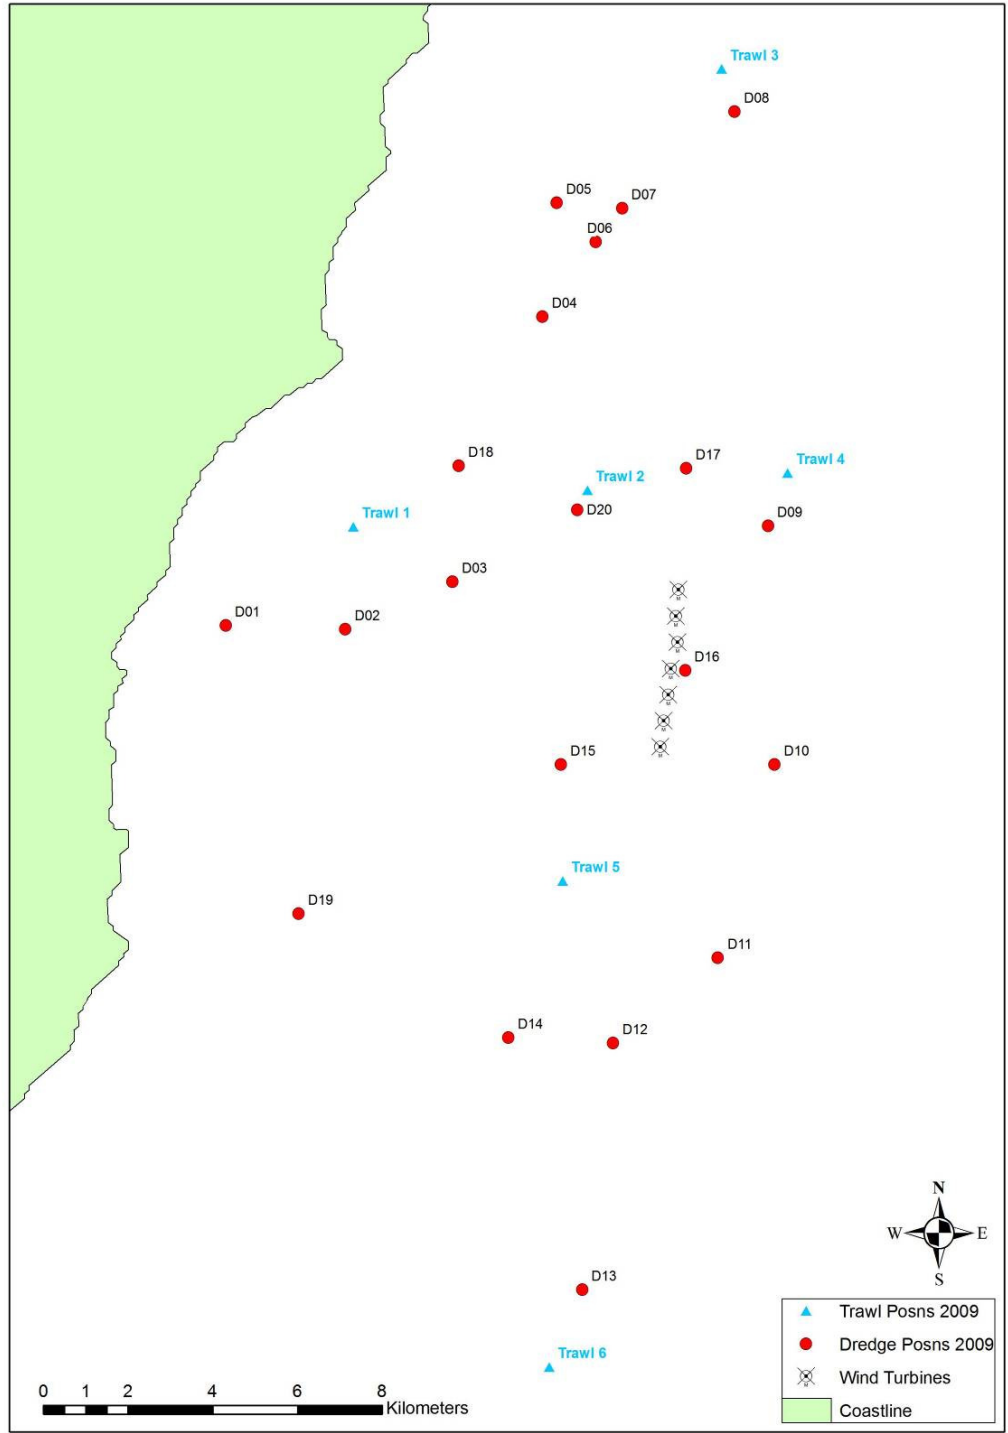 Trawl 3
D08
D05
D07
D06
D04
D18
D17
Trawl 4
Trawl 2
D20
Trawl 1
D09
D03
D01
D02
D16
D15
D10
Trawl 5
D19
D11
D14
D12
N
W E
S
D13
Trawl 6
0 1 2 4 6 8
Kilometers
Trawl Posns 2009
Dredge Posns 2009
Wind Turbines
Coastline